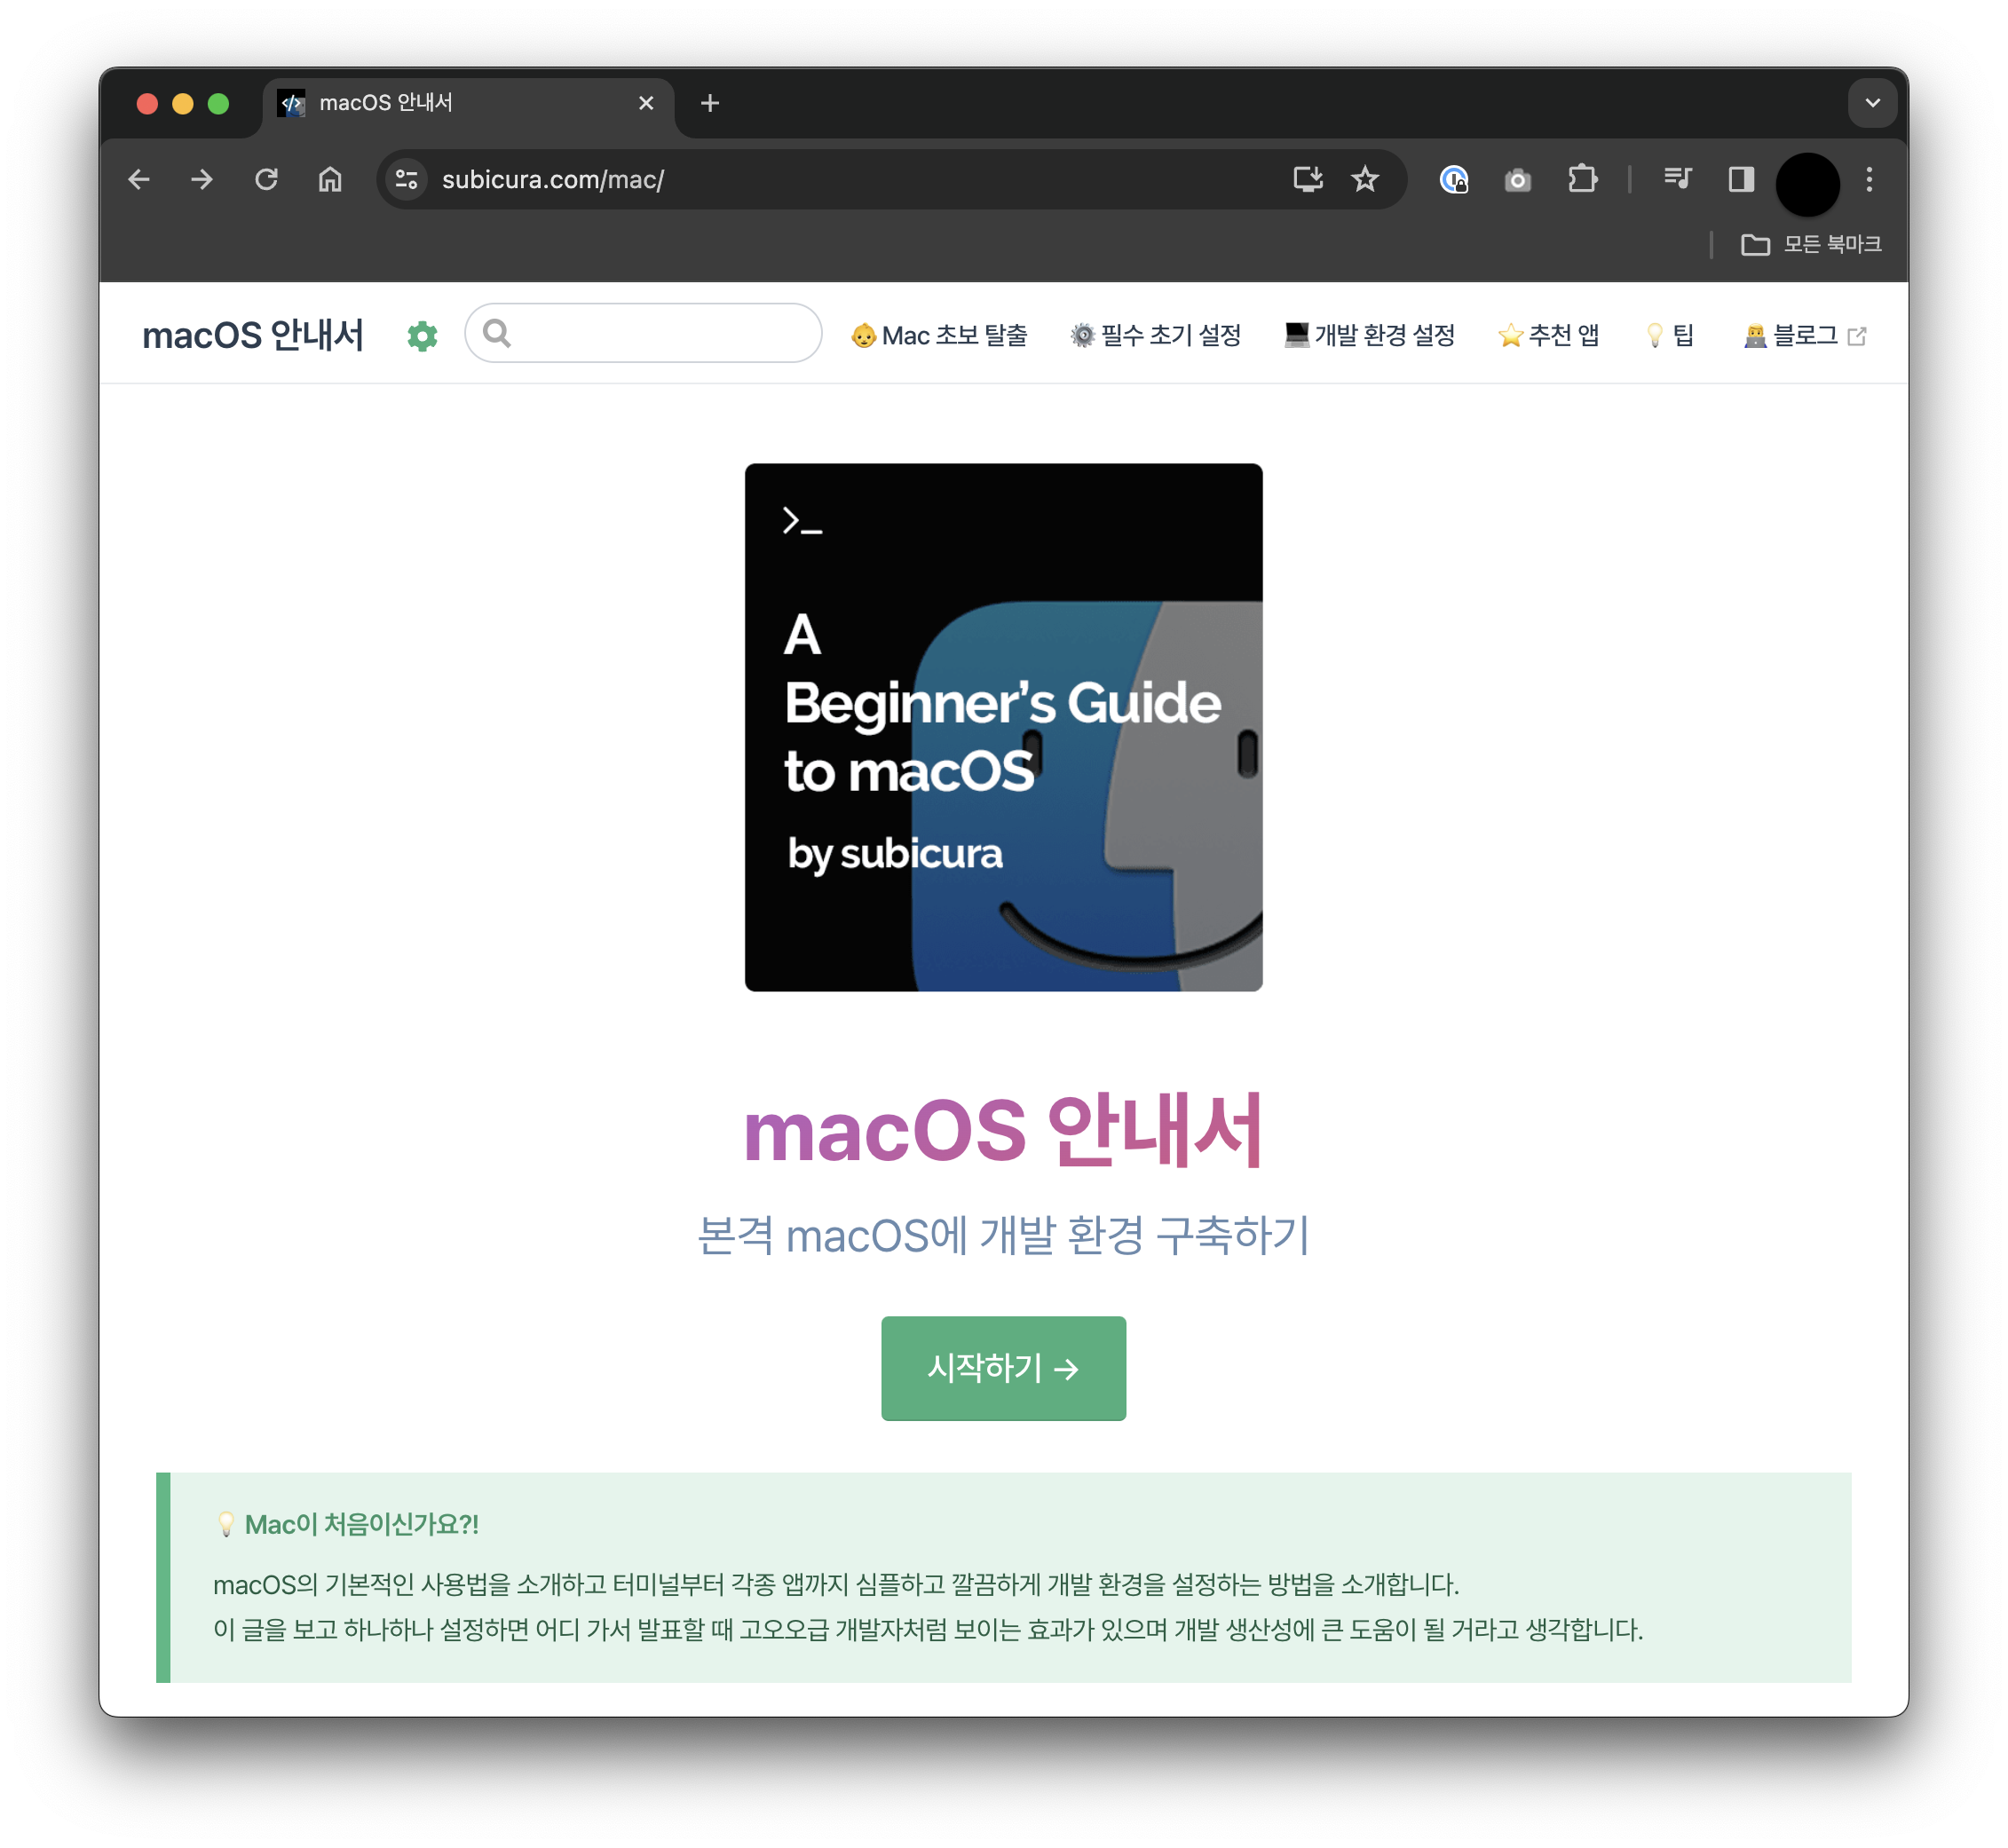 macOS 안내서
subicura.com/mac/
모든 북마크
macOS 안내서
👶 Mac 초보 탈출
⚙️ 필수 초기 설정
💻 개발 환경 설정
⭐ 추천 앱
💡 팁
👨‍💻 블로그
>_
A
Beginner’s Guide
to macOS
by subicura
macOS 안내서
본격 macOS에 개발 환경 구축하기
시작하기 →
💡 Mac이 처음이신가요?!
macOS의 기본적인 사용법을 소개하고 터미널부터 각종 앱까지 심플하고 깔끔하게 개발 환경을 설정하는 방법을 소개합니다.
이 글을 보고 하나하나 설정하면 어디 가서 발표할 때 고오오급 개발자처럼 보이는 효과가 있으며 개발 생산성에 큰 도움이 될 거라고 생각합니다.